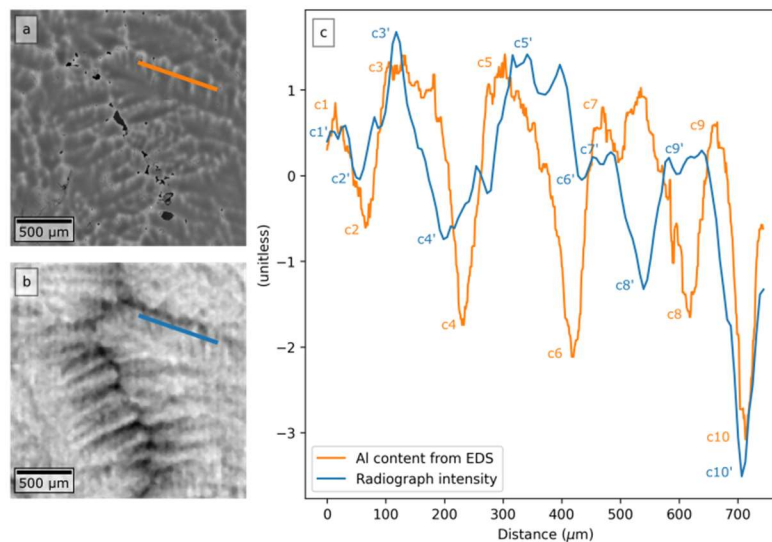 a
500 µm
b
500 µm
c
(unitless)
1
0
−1
−2
−3
c1
c1'
c2'
c2
c3'
c3
c4'
c4
c5
c5'
c6'
c6
c7
c7'
c8'
c8
c9
c9'
c10
c10'
Al content from EDS
Radiograph intensity
0 100 200 300 400 500 600 700
Distance (µm)